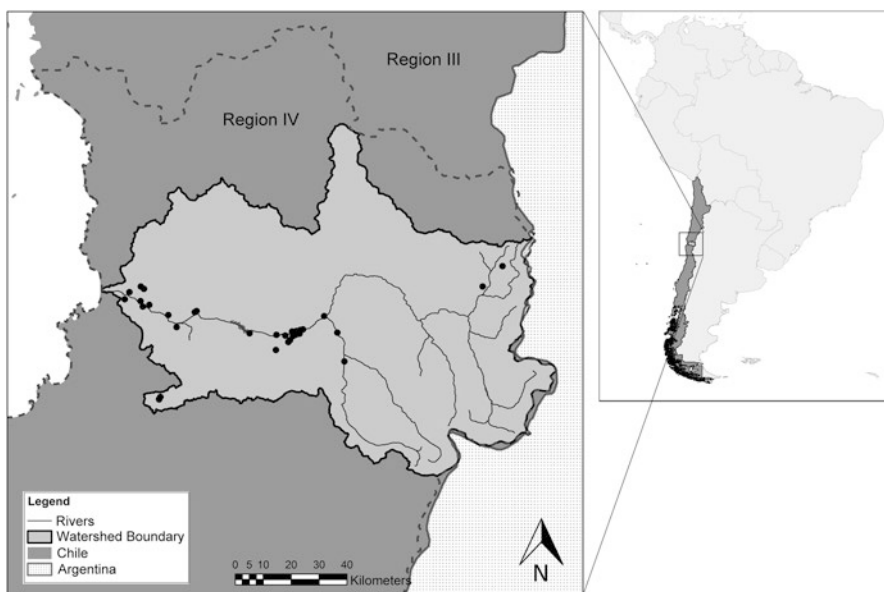 Region III
Region IV
Legend
Rivers
Watershed Boundary
Chile
Argentina
0 5 10 20 30 40
Kilometers
N